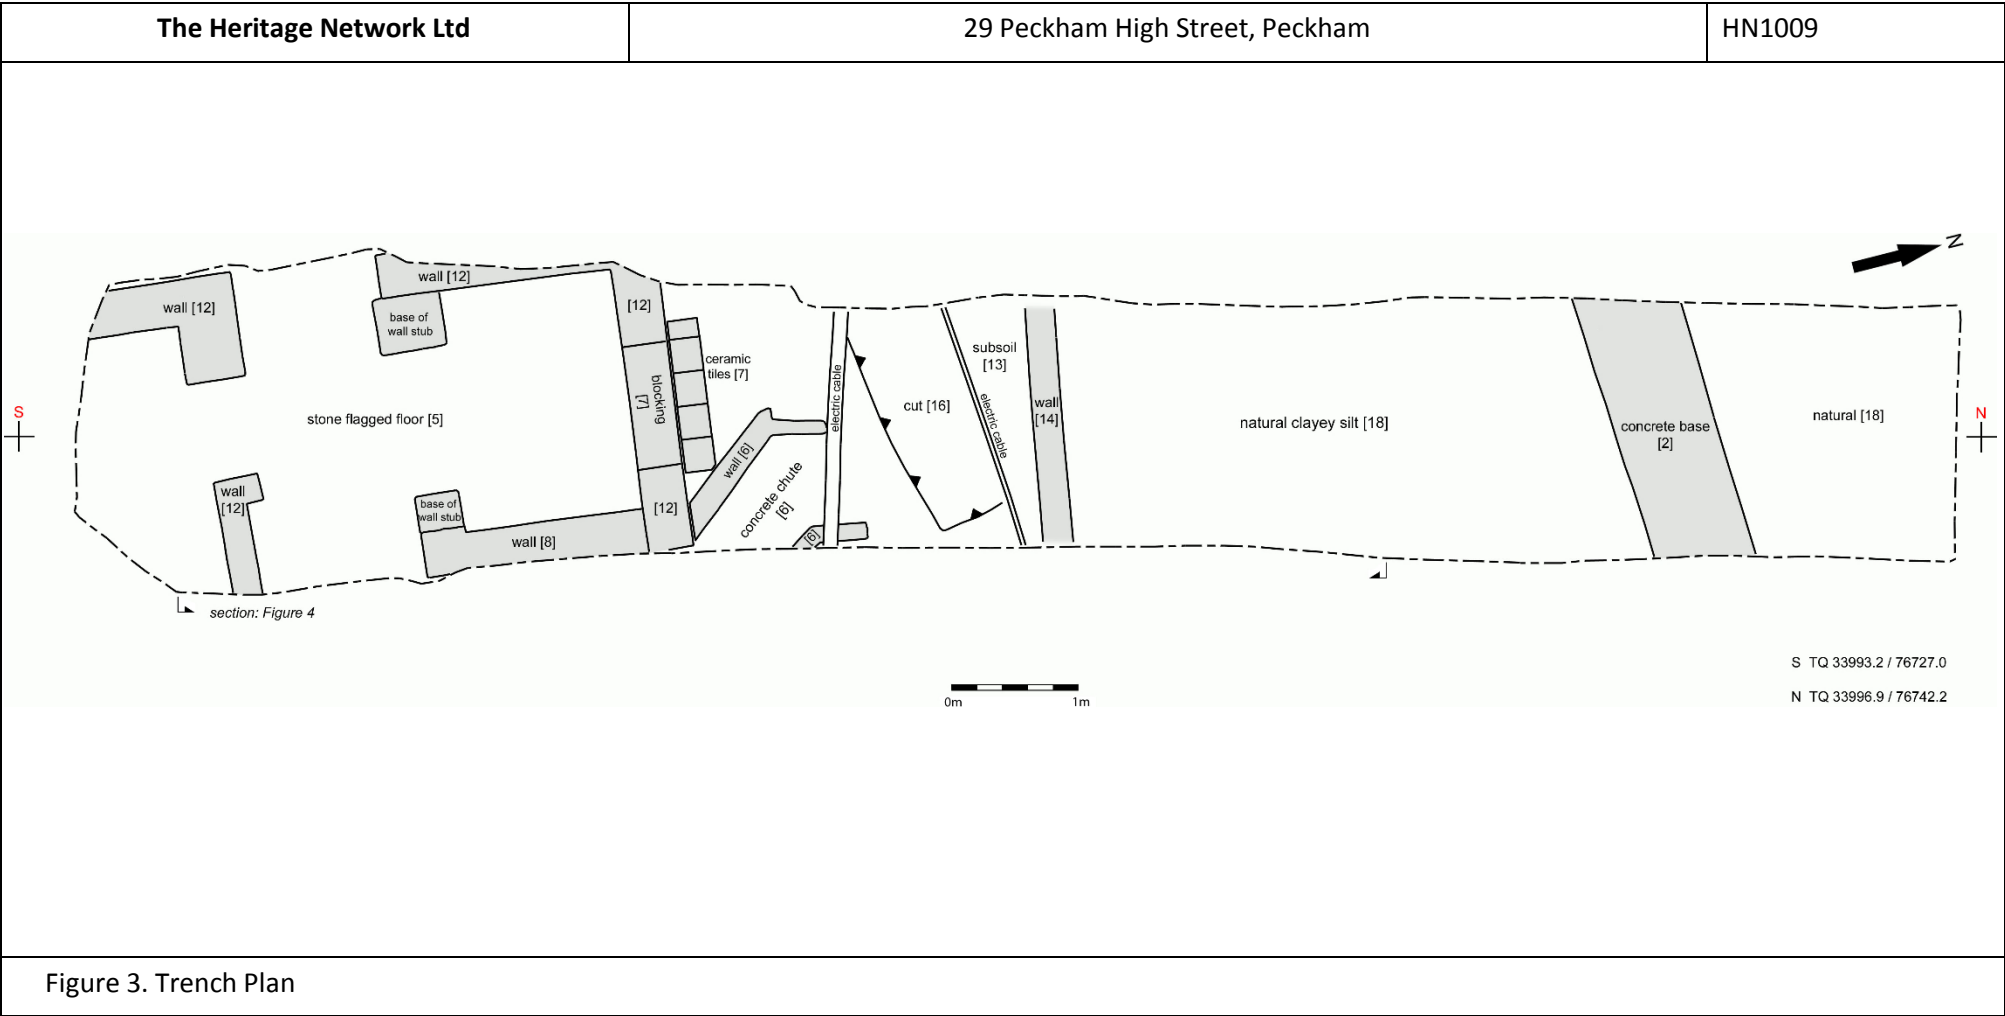 The Heritage Network Ltd
29 Peckham High Street, Peckham
HN1009
N
wall [12]
wall [12]
base of
wall stub
[12]
blocking
[7]
ceramic
tiles [7]
electric cable
cut [16]
subsoil
[13]
electric cable
wall
[14]
stone flagged floor [5]
natural clayey silt [18]
concrete base
[2]
natural [18]
S
N
wall [6]
concrete chute
[6]
[6]
wall
[12]
base of
wall stub
[12]
wall [8]
section: Figure 4
0m
1m
S TQ 33993.2 / 76727.0
N TQ 33996.9 / 76742.2
Figure 3. Trench Plan